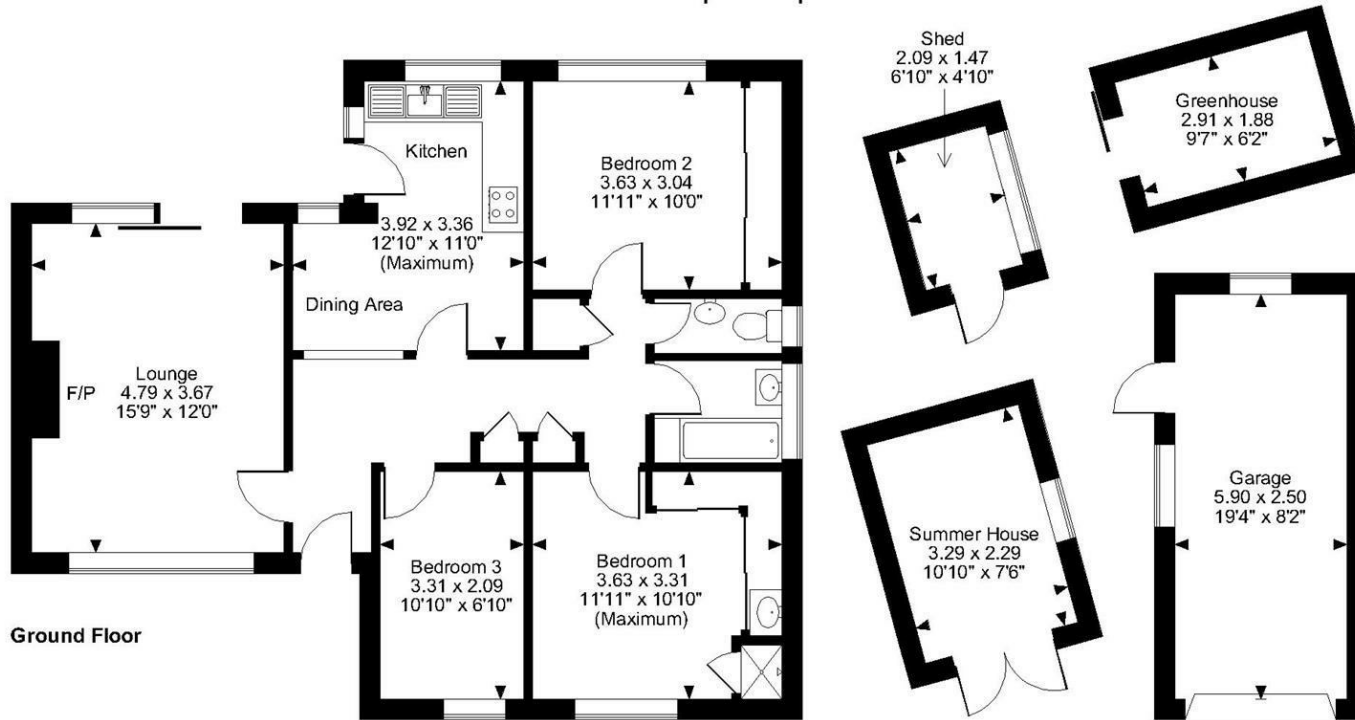 Shed
2.09 x 1.47
6'10" x 4'10"
Greenhouse
2.91 x 1.88
9'7" x 6'2"
Kitchen
Bedroom 2
3.63 x 3.04
11'11" x 10'0"
3.92 x 3.36
12'10" x 11'0"
(Maximum)
Dining Area
F/P
Lounge
4.79 x 3.67
15'9" x 12'0"
Garage
5.90 x 2.50
19'4" x 8'2"
Summer House
3.29 x 2.29
10'10" x 7'6"
Bedroom 3
3.31 x 2.09
10'10" x 6'10"
Bedroom 1
3.63 x 3.31
11'11" x 10'10"
(Maximum)
Ground Floor